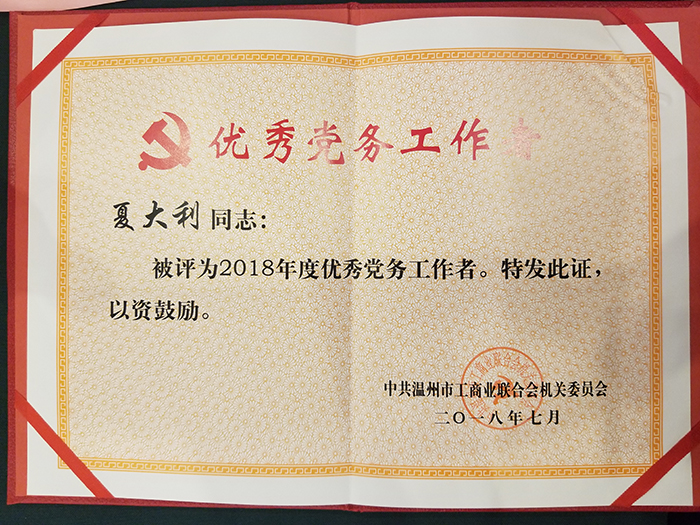 优秀党务工作者
夏大利同志：
被评为2018年度优秀党务工作者。特发此证，
以资鼓励。
中共温州市工商业联合会机关委员会
二〇一八年七月